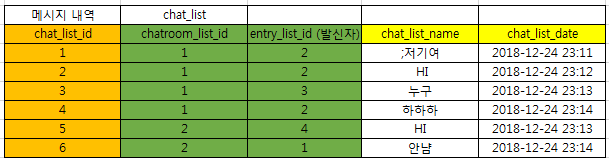 메시지 내역 chat_list
chat_list_id chatroom_list_id entry_list_id (발신자) chat_list_name chat_list_date
1 1 2 ;저기여 2018-12-24 23:11
2 1 2 HI 2018-12-24 23:12
3 1 3 누구 2018-12-24 23:13
4 1 2 하하하 2018-12-24 23:14
5 2 4 HI 2018-12-24 23:13
6 2 1 안냠 2018-12-24 23:14